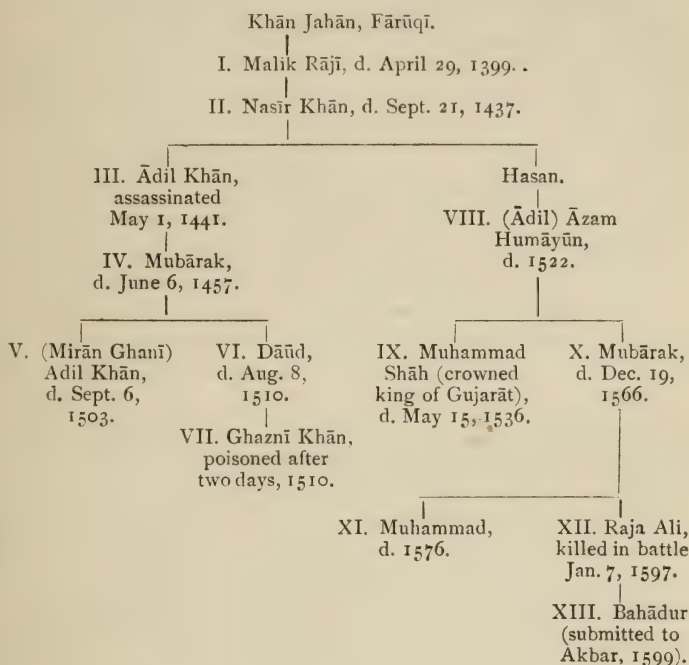 Khān Jahān, Fārūqī.
I. Malik Rājī, d. April 29, 1399. .
II. Nasīr Khān, d. Sept. 21, 1437.
III. Ādil Khān,
assassinated
May 1, 1441.
Hasan.
VIII. (Ādil) Āzam
Humāyūn,
d. 1522.
IV. Mubārak,
d. June 6, 1457.
V. (Mirān Ghanī)
Adil Khān,
d. Sept. 6,
1503.
VI. Dāūd,
d. Aug. 8,
1510.
VII. Ghaznī Khān,
poisoned after
two days, 1510.
IX. Muhammad
Shāh (crowned
king of Gujarāt),
d. May 15, 1536.
X. Mubārak,
d. Dec. 19,
1566.
XI. Muhammad,
d. 1576.
XII. Raja Ali,
killed in battle
Jan. 7, 1597.
XIII. Bahādur
(submitted to
Akbar, 1599).